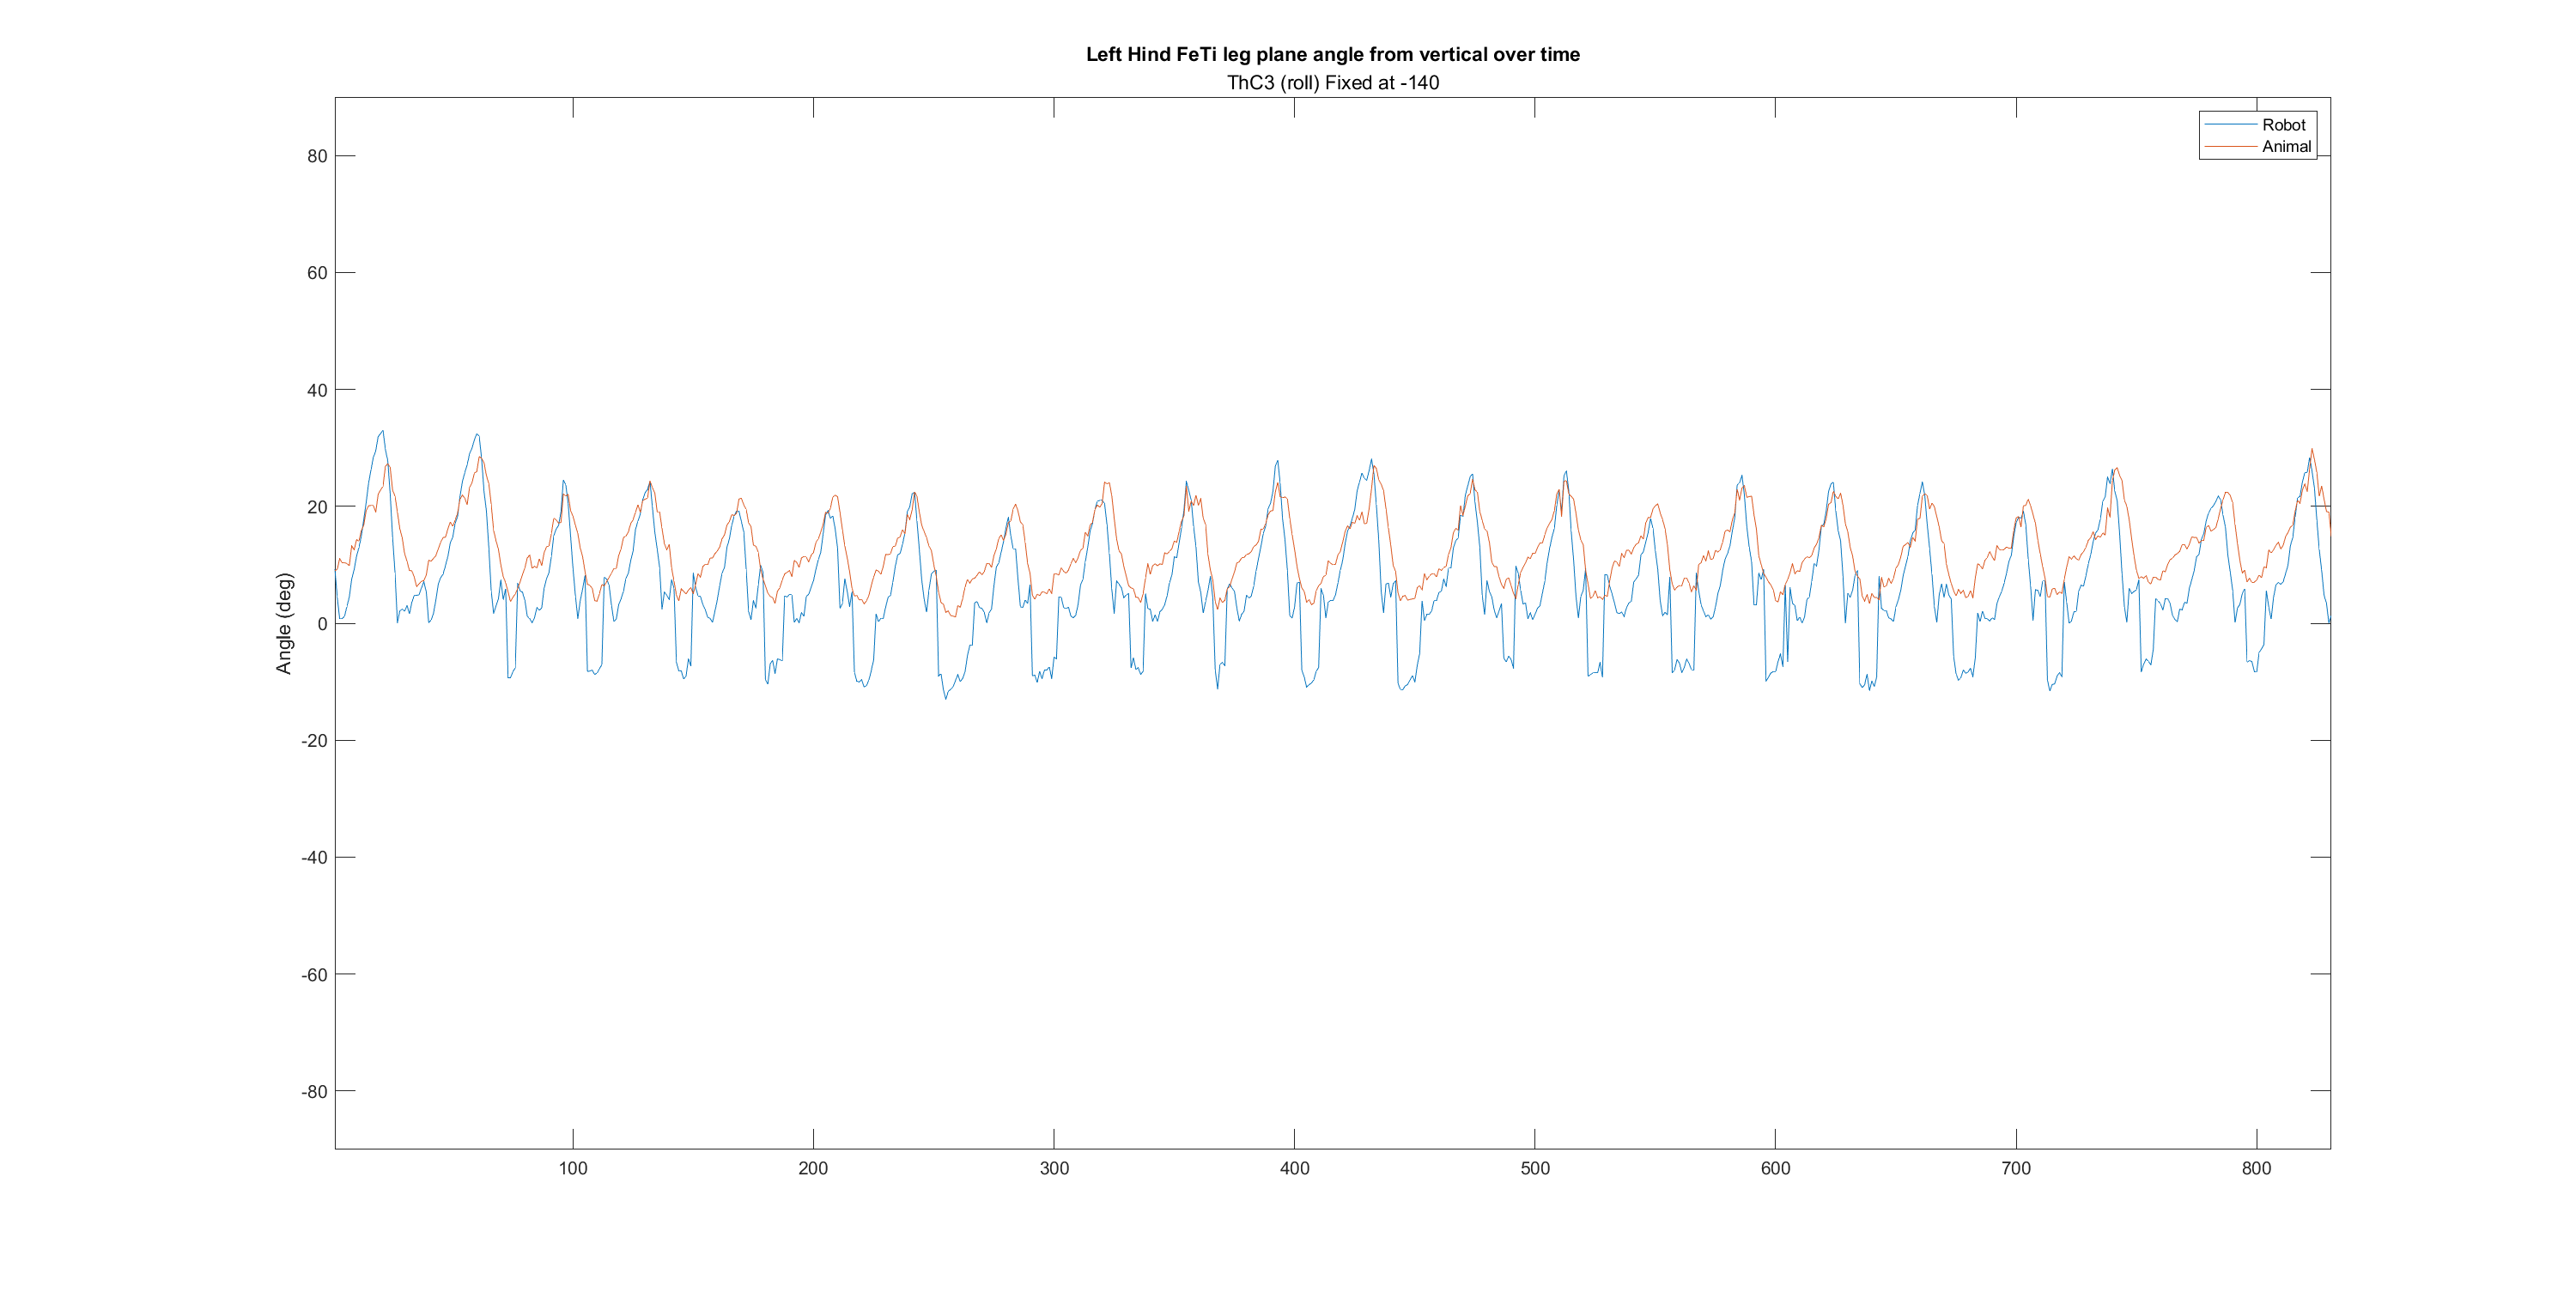 Left Hind FeTi leg plane angle from vertical over time
ThC3 (roll) Fixed at -140
Robot
Animal
80
60
40
20
0
-20
-40
-60
-80
Angle (deg)
100 200 300 400 500 600 700 800